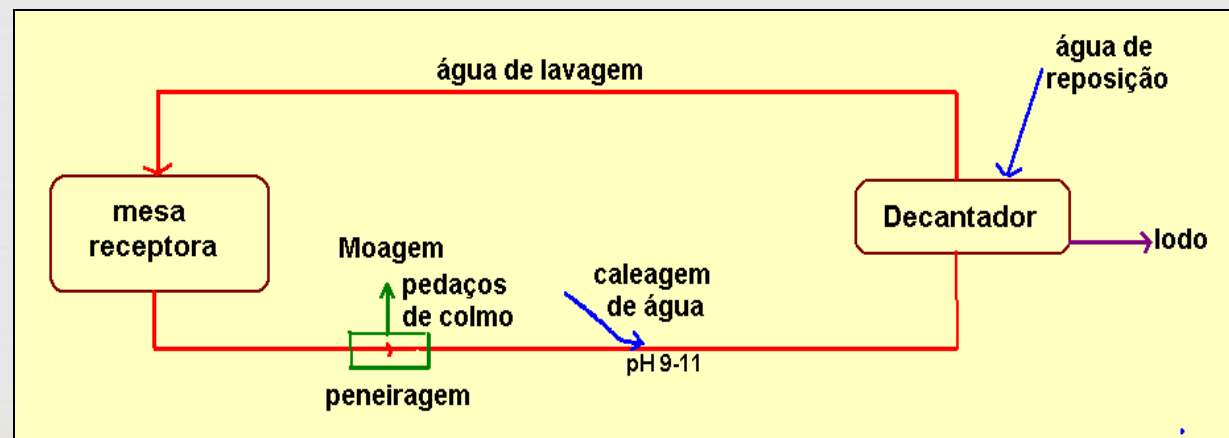 água de lavagem
água de
reposição
mesa
receptora
Decantador
lodo
Moagem
pedaços
de colmo
caleagem
de água
pH 9-11
peneiragem